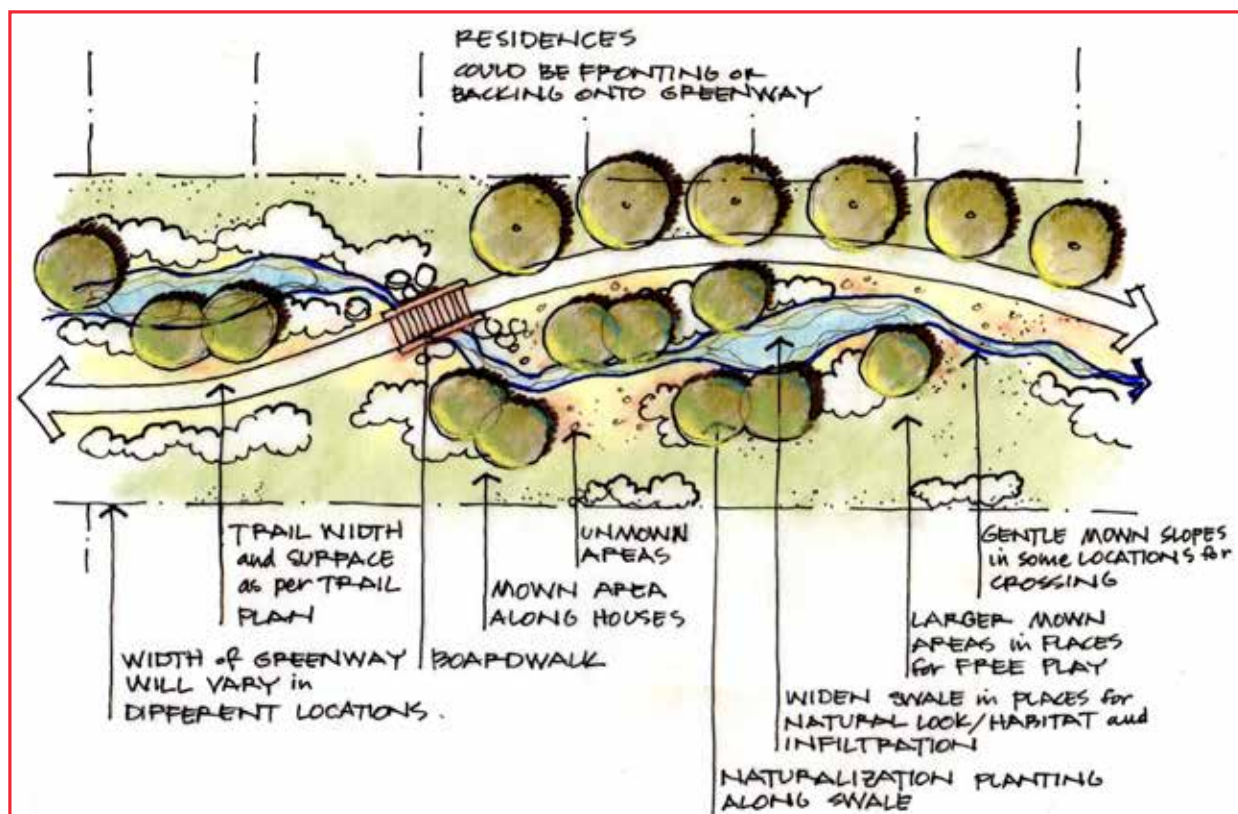 RESIDENCES
COULD BE FRONTING or
BACKING ONTO GREENWAY
TRAIL WIDTH
and SURFACE
as per TRAIL
PLAN
UNMOWN
AREAS
GENTLE MOWN SLOPES
in some LOCATIONS for
CROSSING
MOWN AREA
ALONG HOUSES
LARGER MOWN
AREAS in PLACES
for FREE PLAY
WIDTH of GREENWAY
WILL VARY in
DIFFERENT LOCATIONS.
BOARDWALK
WIDEN SWALE in PLACES for
NATURAL LOOK/HABITAT and
INFILTRATION
NATURALIZATION PLANTING
ALONG SWALE